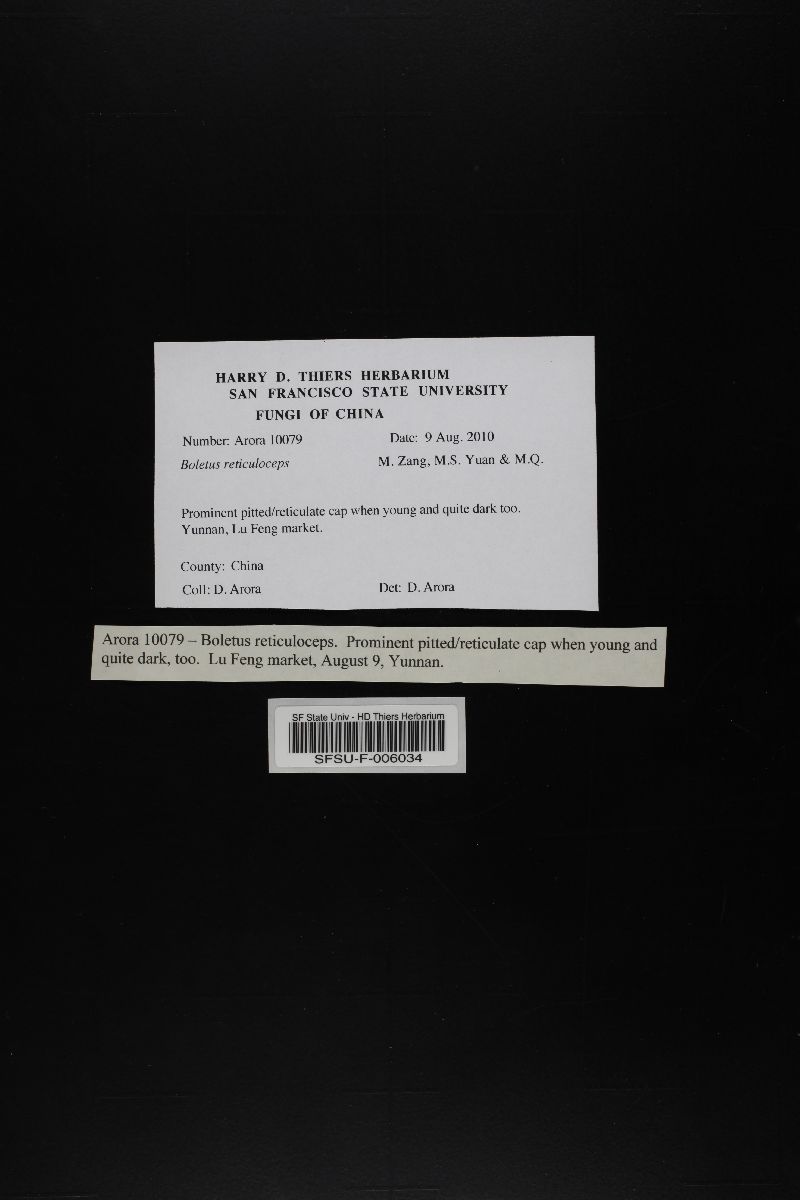 HARRY D. THIERS HERBARIUM
SAN FRANCISCO STATE UNIVERSITY
FUNGI OF CHINA
Number: Arora 10079 Date: 9 Aug. 2010
Boletus reticuloceps M. Zang, M.S. Yuan & M.Q.
Prominent pitted/reticulate cap when young and quite dark too.
Yunnan, Lu Feng market.
County: China
Coll: D. Arora Det: D. Arora
Arora 10079 – Boletus reticuloceps. Prominent pitted/reticulate cap when young and
quite dark, too. Lu Feng market, August 9, Yunnan.
SF State Univ - HD Thiers Herbarium
SFSU-F-006034